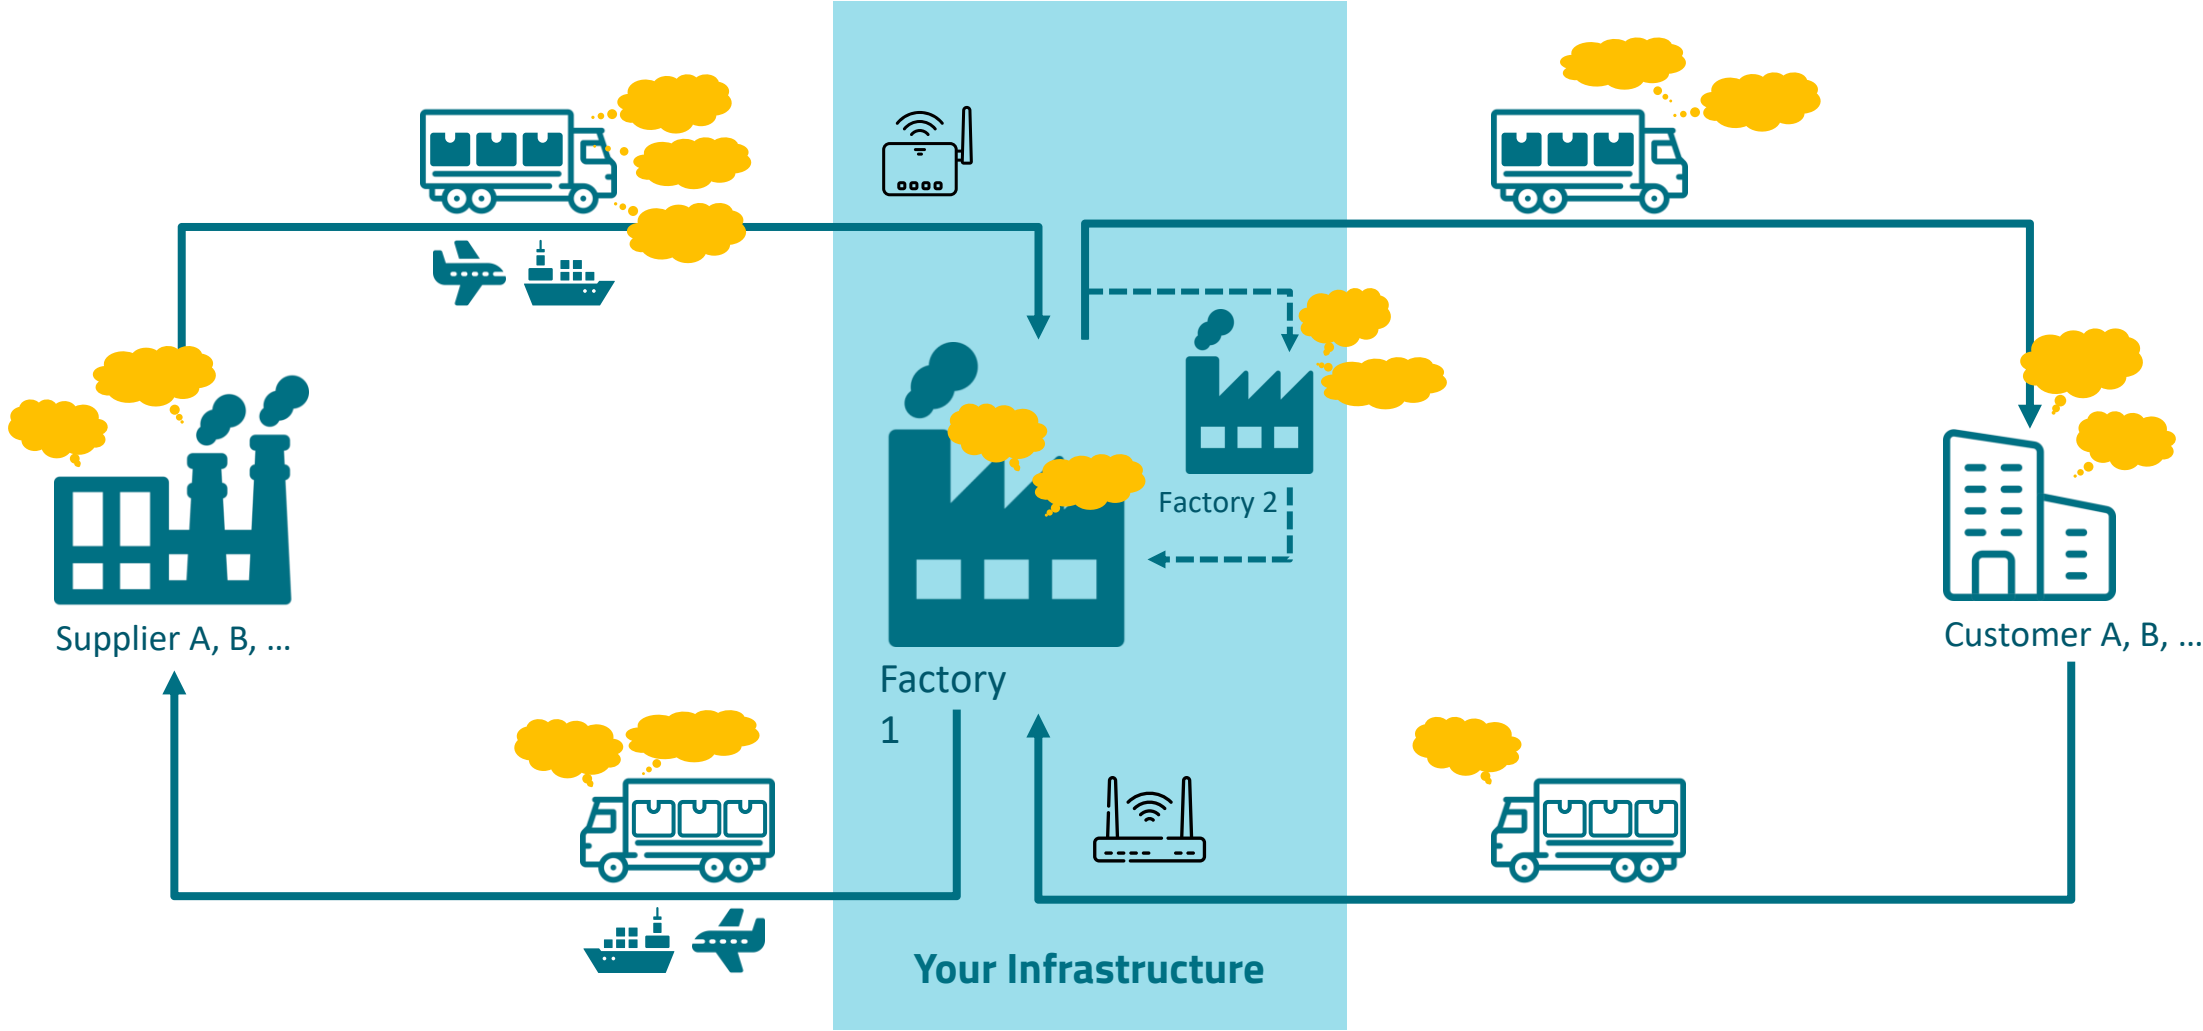 Factory 2
Supplier A, B, ...
Customer A, B, ...
Factory
1
Your Infrastructure